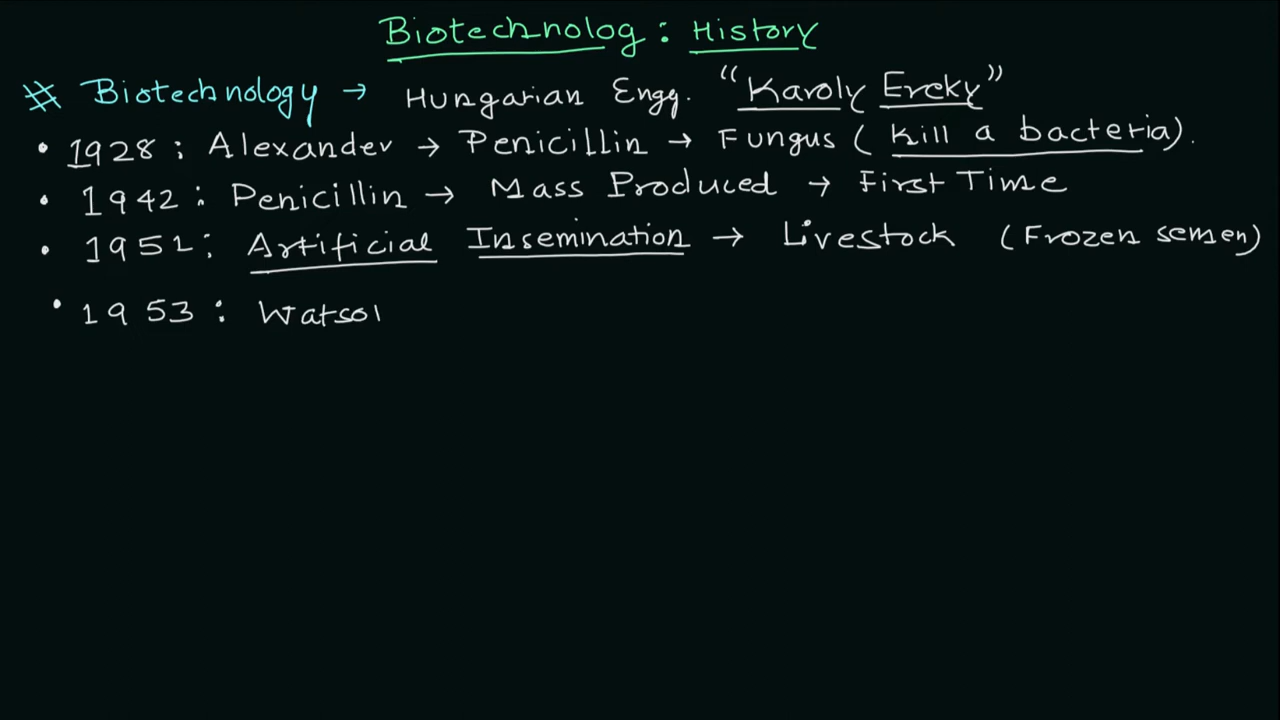 Biotechnolog : History
# Biotechnology → Hungarian Engg. “Karoly Ereky”
• 1928 : Alexander → Penicillin → Fungus ( kill a bacteria).
• 1942 : Penicillin → Mass Produced → First Time
• 1951 : Artificial Insemination → Livestock (Frozen semen)
• 1953 : Watso